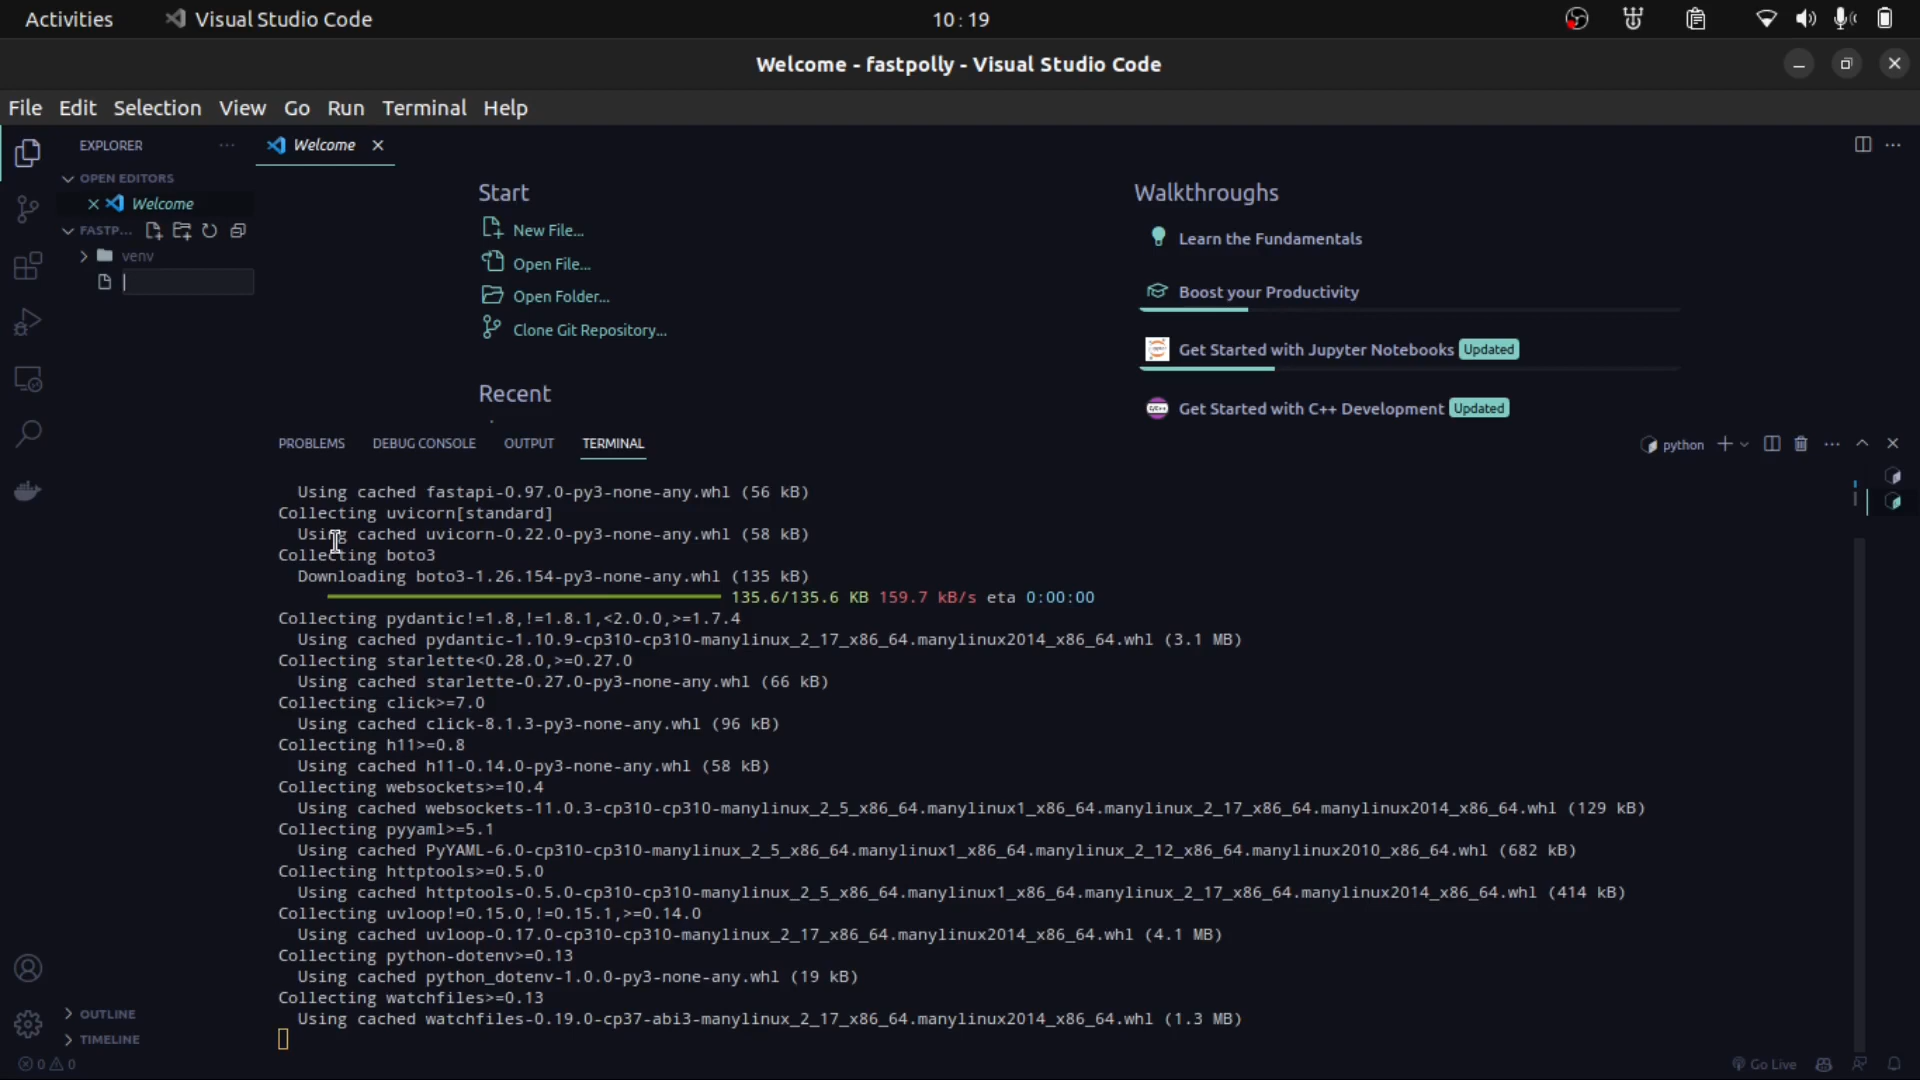 Activities
Visual Studio Code
10:19
Welcome - fastpolly - Visual Studio Code
File Edit Selection View Go Run Terminal Help
EXPLORER
Welcome
OPEN EDITORS
Welcome
FASTP...
venv
Start
New File...
Open File...
Open Folder...
Clone Git Repository...
Recent
Walkthroughs
Learn the Fundamentals
Boost your Productivity
Get Started with Jupyter Notebooks Updated
Get Started with C++ Development Updated
PROBLEMS DEBUG CONSOLE OUTPUT TERMINAL
python
Using cached fastapi-0.97.0-py3-none-any.whl (56 kB)
Collecting uvicorn[standard]
Using cached uvicorn-0.22.0-py3-none-any.whl (58 kB)
Collecting boto3
Downloading boto3-1.26.154-py3-none-any.whl (135 kB)
135.6/135.6 KB 159.7 kB/s eta 0:00:00
Collecting pydantic!=1.8,!=1.8.1,<2.0.0,>=1.7.4
Using cached pydantic-1.10.9-cp310-cp310-manylinux_2_17_x86_64.manylinux2014_x86_64.whl (3.1 MB)
Collecting starlette<0.28.0,>=0.27.0
Using cached starlette-0.27.0-py3-none-any.whl (66 kB)
Collecting click>=7.0
Using cached click-8.1.3-py3-none-any.whl (96 kB)
Collecting h11>=0.8
Using cached h11-0.14.0-py3-none-any.whl (58 kB)
Collecting websockets>=10.4
Using cached websockets-11.0.3-cp310-cp310-manylinux_2_5_x86_64.manylinux1_x86_64.manylinux_2_17_x86_64.manylinux2014_x86_64.whl (129 kB)
Collecting pyyaml>=5.1
Using cached PyYAML-6.0-cp310-cp310-manylinux_2_5_x86_64.manylinux1_x86_64.manylinux_2_12_x86_64.manylinux2010_x86_64.whl (682 kB)
Collecting httptools>=0.5.0
Using cached httptools-0.5.0-cp310-cp310-manylinux_2_5_x86_64.manylinux1_x86_64.manylinux_2_17_x86_64.manylinux2014_x86_64.whl (414 kB)
Collecting uvloop!=0.15.0,!=0.15.1,>=0.14.0
Using cached uvloop-0.17.0-cp310-cp310-manylinux_2_17_x86_64.manylinux2014_x86_64.whl (4.1 MB)
Collecting python-dotenv>=0.13
Using cached python_dotenv-1.0.0-py3-none-any.whl (19 kB)
Collecting watchfiles>=0.13
Using cached watchfiles-0.19.0-cp37-abi3-manylinux_2_17_x86_64.manylinux2014_x86_64.whl (1.3 MB)
OUTLINE
TIMELINE
0 0
Go Live